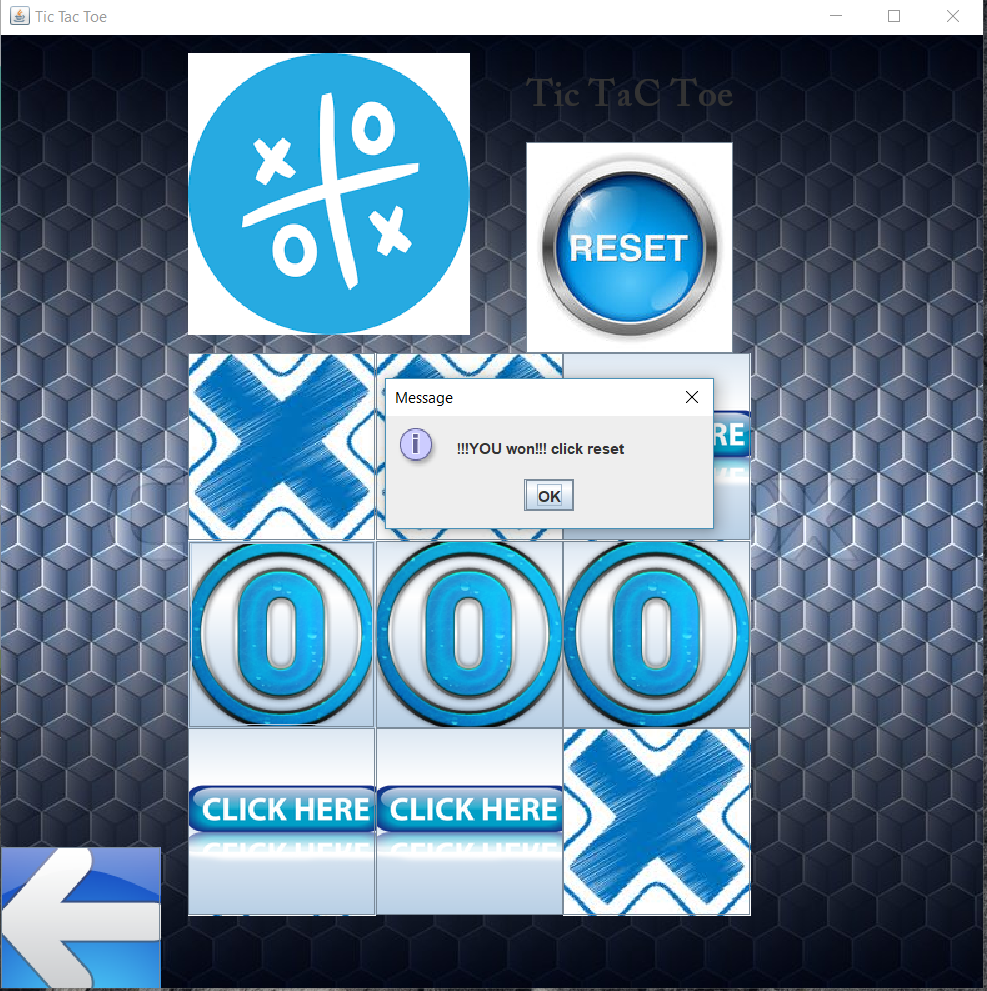 Tic Tac Toe
Tic TaC Toe
RESET
Message
!!!YOU won!!! click reset
OK
RE
O O O
CLICK HERE CLICK HERE